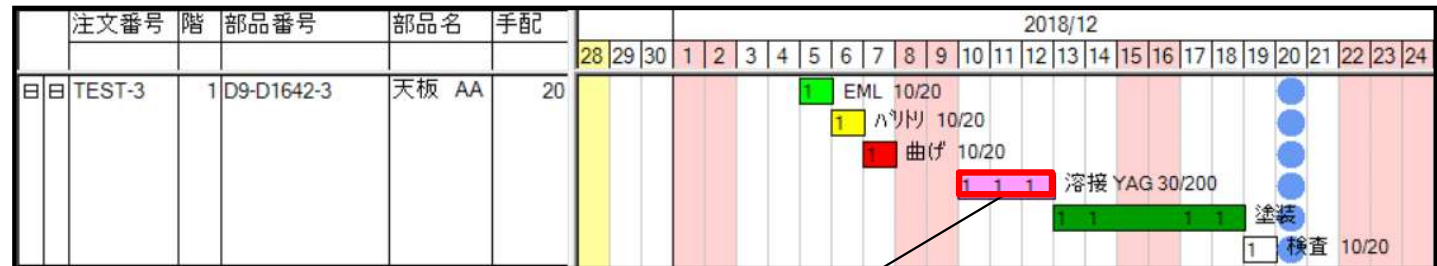 注文番号 階 部品番号 部品名 手配 2018/12
28 29 30 1 2 3 4 5 6 7 8 9 10 11 12 13 14 15 16 17 18 19 20 21 22 23 24
TEST-3 1 D9-D1642-3 天板 AA 20 1 EML 10/20
1 バリトリ 10/20
1 曲げ 10/20
1 1 1 溶接 YAG 30/200
1 1 1 1 塗装
1 検査 10/20